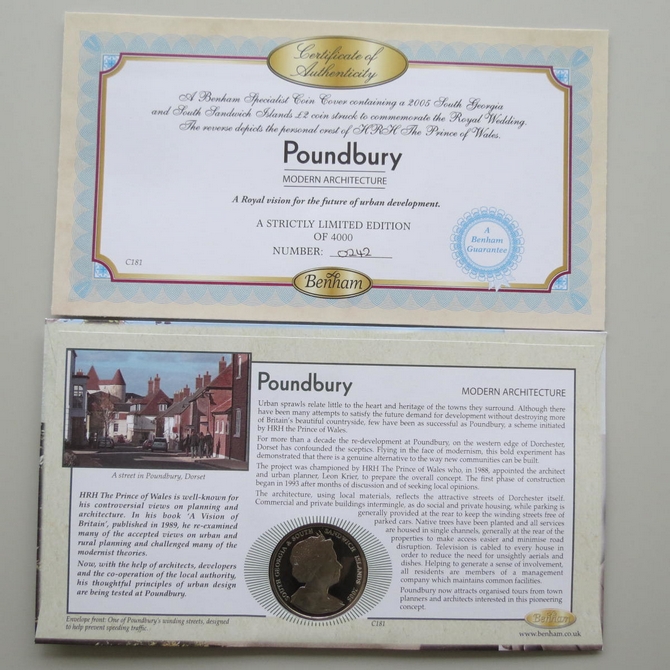 Certificate of
Authenticity
A Benham Specialist Coin Cover containing a 2005 South Georgia
and South Sandwich Islands £2 coin struck to commemorate the Royal Wedding.
The reverse depicts the personal crest of HRH The Prince of Wales.
Poundbury
MODERN ARCHITECTURE
A Royal vision for the future of urban development.
A STRICTLY LIMITED EDITION
OF 4000
NUMBER: 0242
A
Benham
Guarantee
C181
Benham
Poundbury
MODERN ARCHITECTURE
Urban sprawls relate little to the heart and heritage of the towns they surround. Although there
have been many attempts to satisfy the future demand for development without destroying more
of Britain's beautiful countryside, few have been as successful as Poundbury, a scheme initiated
by HRH the Prince of Wales.
For more than a decade the re-development at Poundbury, on the western edge of Dorchester,
Dorset has confounded the sceptics. Flying in the face of modernism, this bold experiment has
demonstrated that there is a genuine alternative to the way new communities can be built.
The project was championed by HRH The Prince of Wales who, in 1988, appointed the architect
and urban planner, Leon Krier, to prepare the overall concept. The first phase of construction
began in 1993 after months of discussion and of seeking local opinions.
The architecture, using local materials, reflects the attractive streets of Dorchester itself.
Commercial and private buildings intermingle, as do social and private housing, while parking is
generally provided at the rear to keep the winding streets free of
parked cars. Native trees have been planted and all services
are housed in single channels, generally at the rear of the
properties to make access easier and minimise road
disruption. Television is cabled to every house in
order to reduce the need for unsightly aerials and
dishes. Helping to generate a sense of involvement,
all residents are members of a management
company which maintains common facilities.
Poundbury now attracts organised tours from town
planners and architects interested in this pioneering
concept.
A street in Poundbury, Dorset
HRH The Prince of Wales is well-known for
his controversial views on planning and
architecture. In his book 'A Vision of
Britain', published in 1989, he re-examined
many of the accepted views on urban and
rural planning and challenged many of the
modernist theories.
Now, with the help of architects, developers
and the co-operation of the local authority,
his thoughtful principles of urban design
are being tested at Poundbury.
Envelope front: One of Poundbury's winding streets, designed
to help prevent speeding traffic.
SOUTH GEORGIA & SOUTH SANDWICH ISLANDS 2005
C181
Benham
www.benham.co.uk